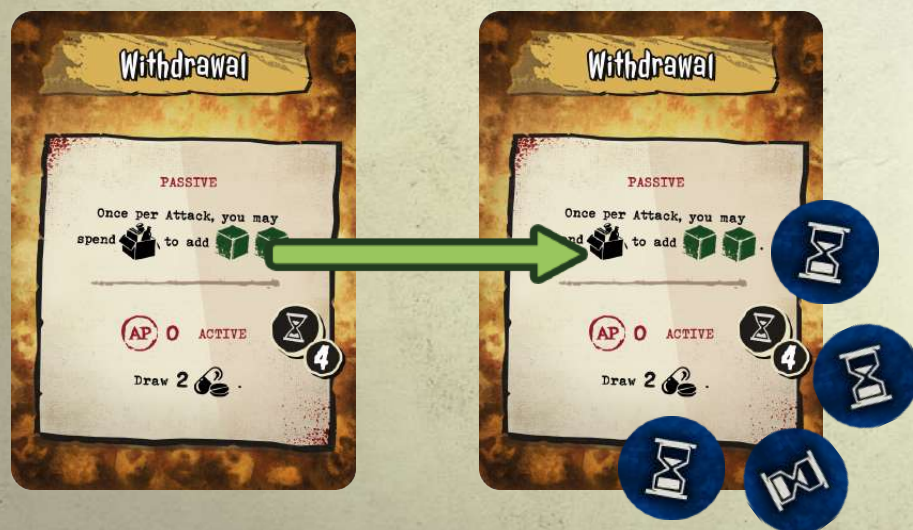 Withdrawal
PASSIVE
Once per Attack, you may
spend to add
AP 0 ACTIVE
4
Draw 2 .
Withdrawal
PASSIVE
Once per Attack, you may
to add .
AP 0 ACTIVE
4
Draw 2 .